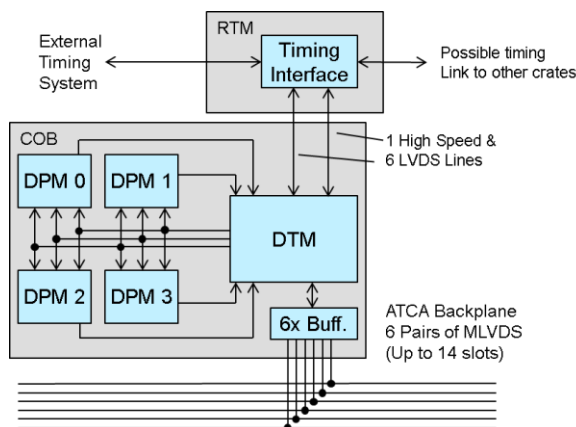 RTM
External
Timing
System
Timing
Interface
Possible timing
Link to other crates
1 High Speed &
6 LVDS Lines
COB
DPM 0
DPM 1
DTM
DPM 2
DPM 3
6x Buff.
ATCA Backplane
6 Pairs of MLVDS
(Up to 14 slots)